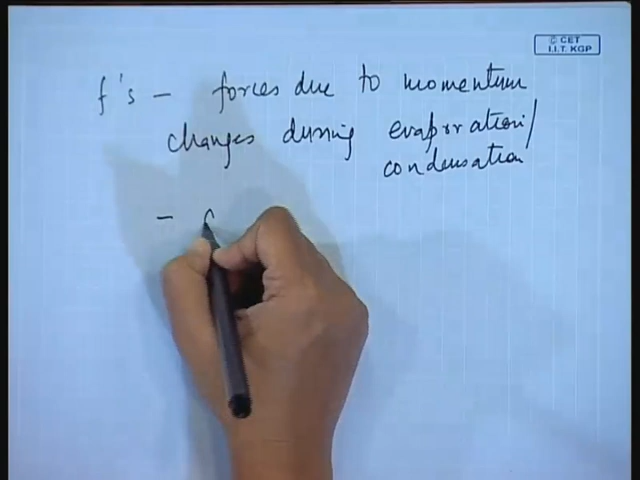 © CET
I.I.T. KGP
f's - forces due to momentum
changes during evaporation/
condensation
-